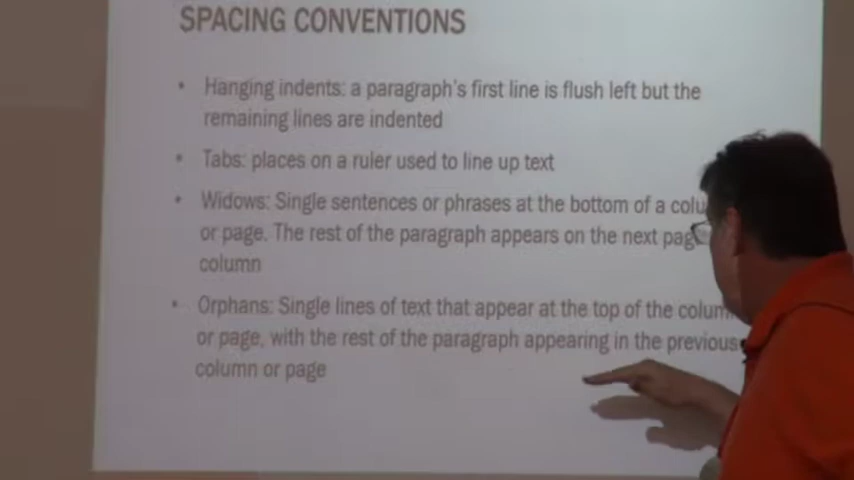 SPACING CONVENTIONS
• Hanging indents: a paragraph's first line is flush left but the
remaining lines are indented
• Tabs: places on a ruler used to line up text
• Widows: Single sentences or phrases at the bottom of a colu
or page. The rest of the paragraph appears on the next pag
column
• Orphans: Single lines of text that appear at the top of the colum
or page, with the rest of the paragraph appearing in the previous
column or page